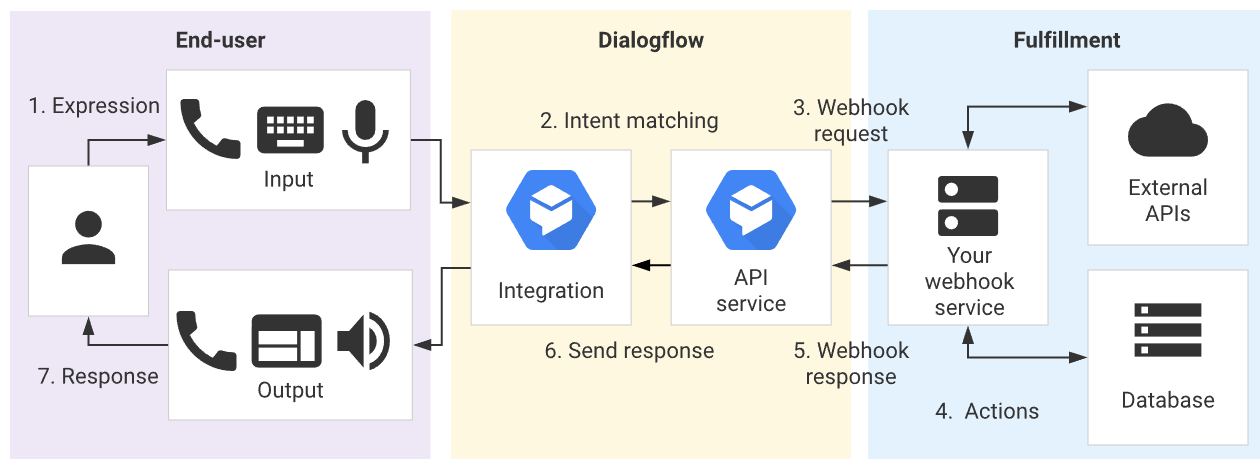 End-user
Dialogflow
Fulfillment
1. Expression
Input
2. Intent matching
3. Webhook
request
External
APIs
Integration
API
service
Your
webhook
service
7. Response
Output
6. Send response
5. Webhook
response
4. Actions
Database